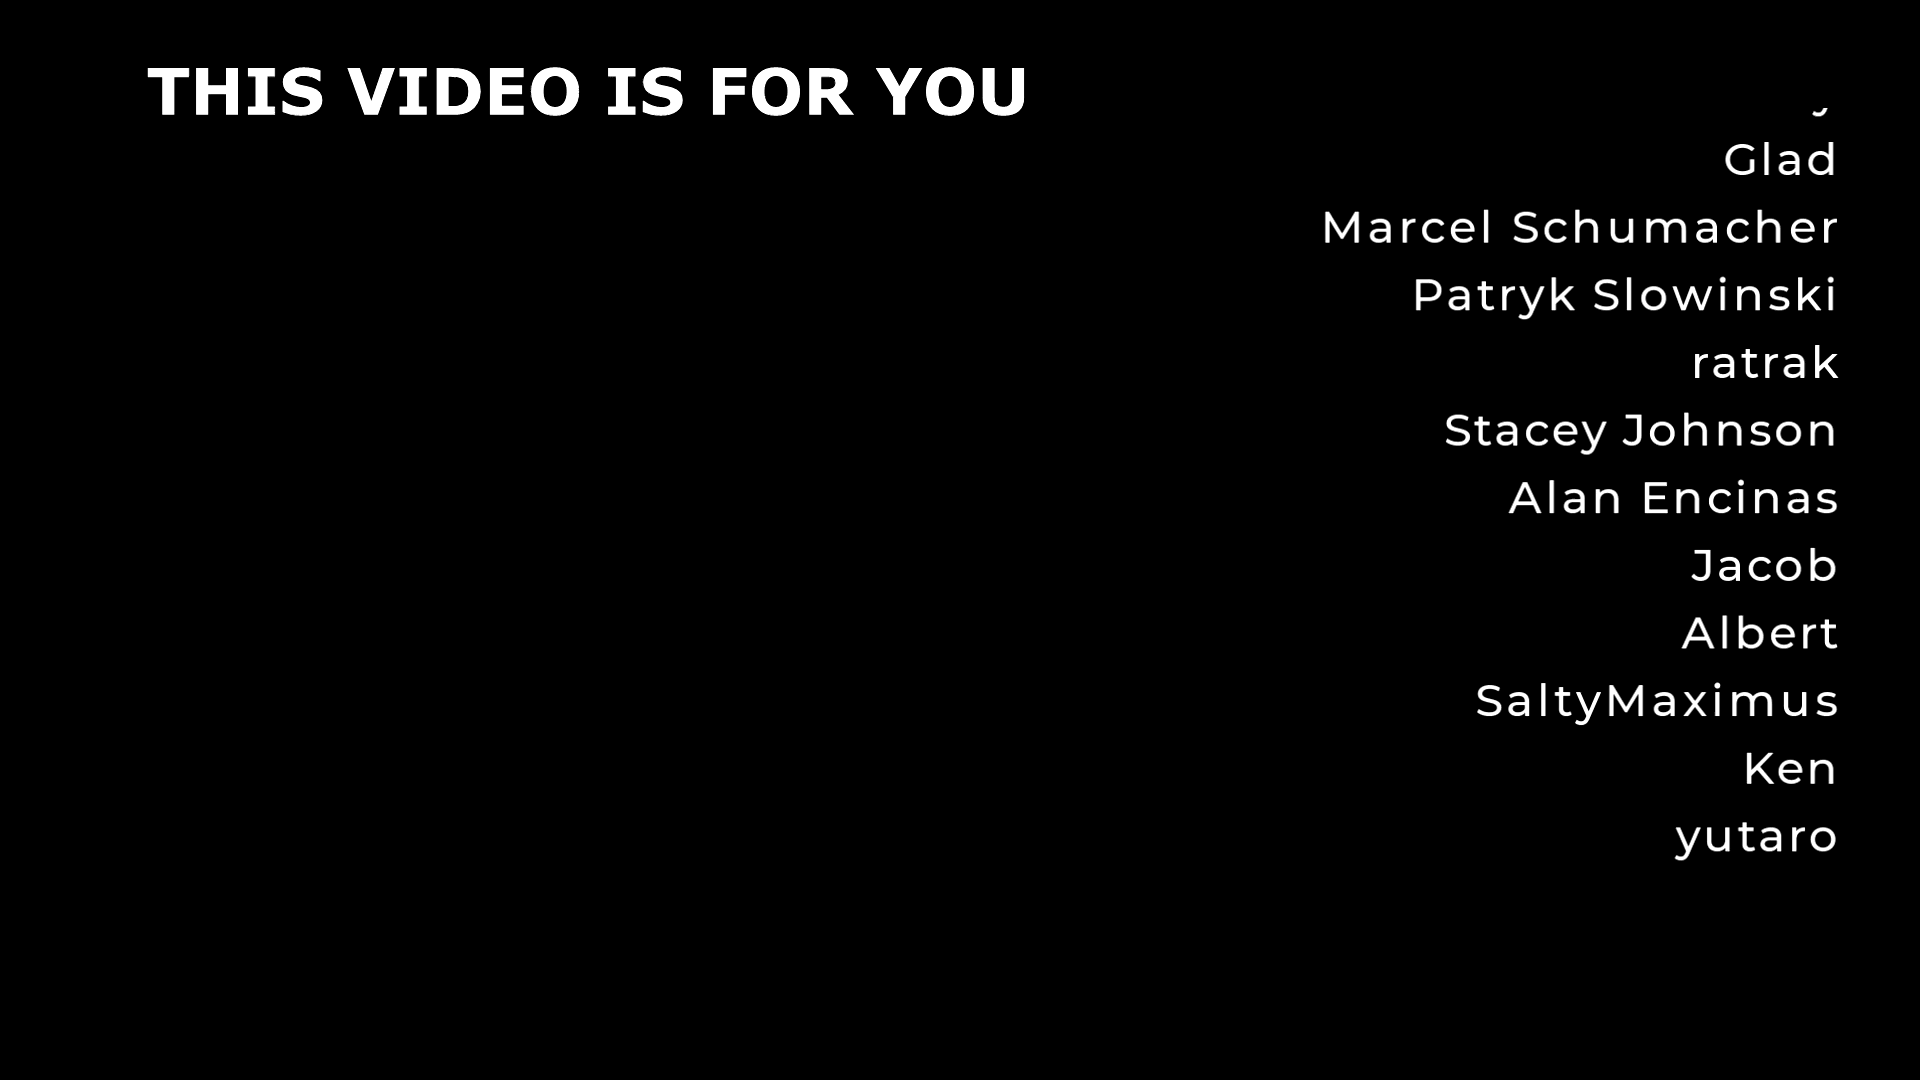 THIS VIDEO IS FOR YOU
Glad
Marcel Schumacher
Patryk Slowinski
ratrak
Stacey Johnson
Alan Encinas
Jacob
Albert
SaltyMaximus
Ken
yutaro